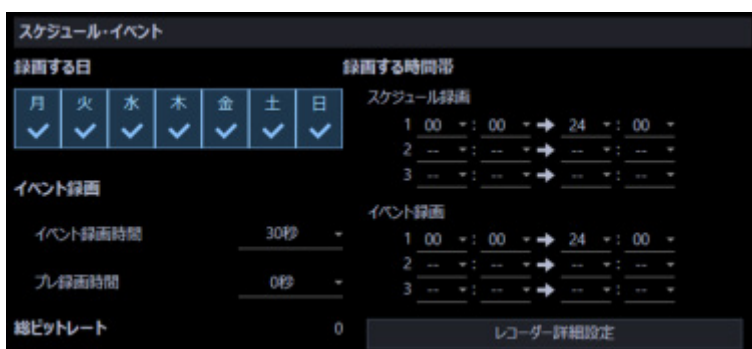 スケジュール・イベント
録画する日
月 火 水 木 金 土 日
イベント録画
イベント録画時間 30秒
プレ録画時間 0秒
総ビットレート 0
録画する時間帯
スケジュール録画
1 00 : 00 → 24 : 00
2 -- : -- → -- : --
3 -- : -- → -- : --
イベント録画
1 00 : 00 → 24 : 00
2 -- : -- → -- : --
3 -- : -- → -- : --
レコーダー詳細設定